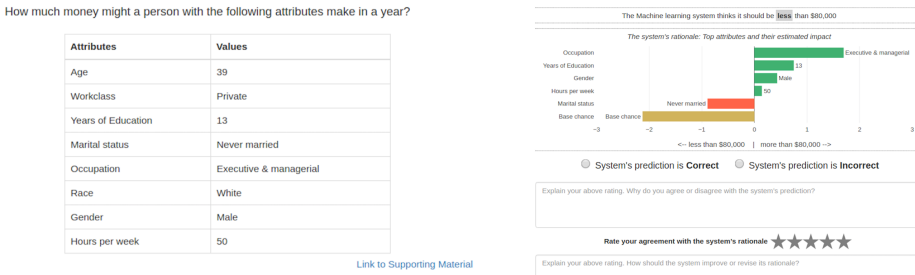 How much money might a person with the following attributes make in a year?
Attributes Values
Age 39
Workclass Private
Years of Education 13
Marital status Never married
Occupation Executive & managerial
Race White
Gender Male
Hours per week 50
Link to Supporting Material
The Machine learning system thinks it should be less than $80,000
The system's rationale: Top attributes and their estimated impact
Occupation Executive & managerial
Years of Education 13
Gender Male
Hours per week 50
Marital status Never married
Base chance Base chance
−3 −2 −1 0 1 2 3
<-- less than $80,000 | more than $80,000 -->
System's prediction is Correct System's prediction is Incorrect
Explain your above rating. Why do you agree or disagree with the system's prediction?
Rate your agreement with the system's rationale
Explain your above rating. How should the system improve or revise its rationale?